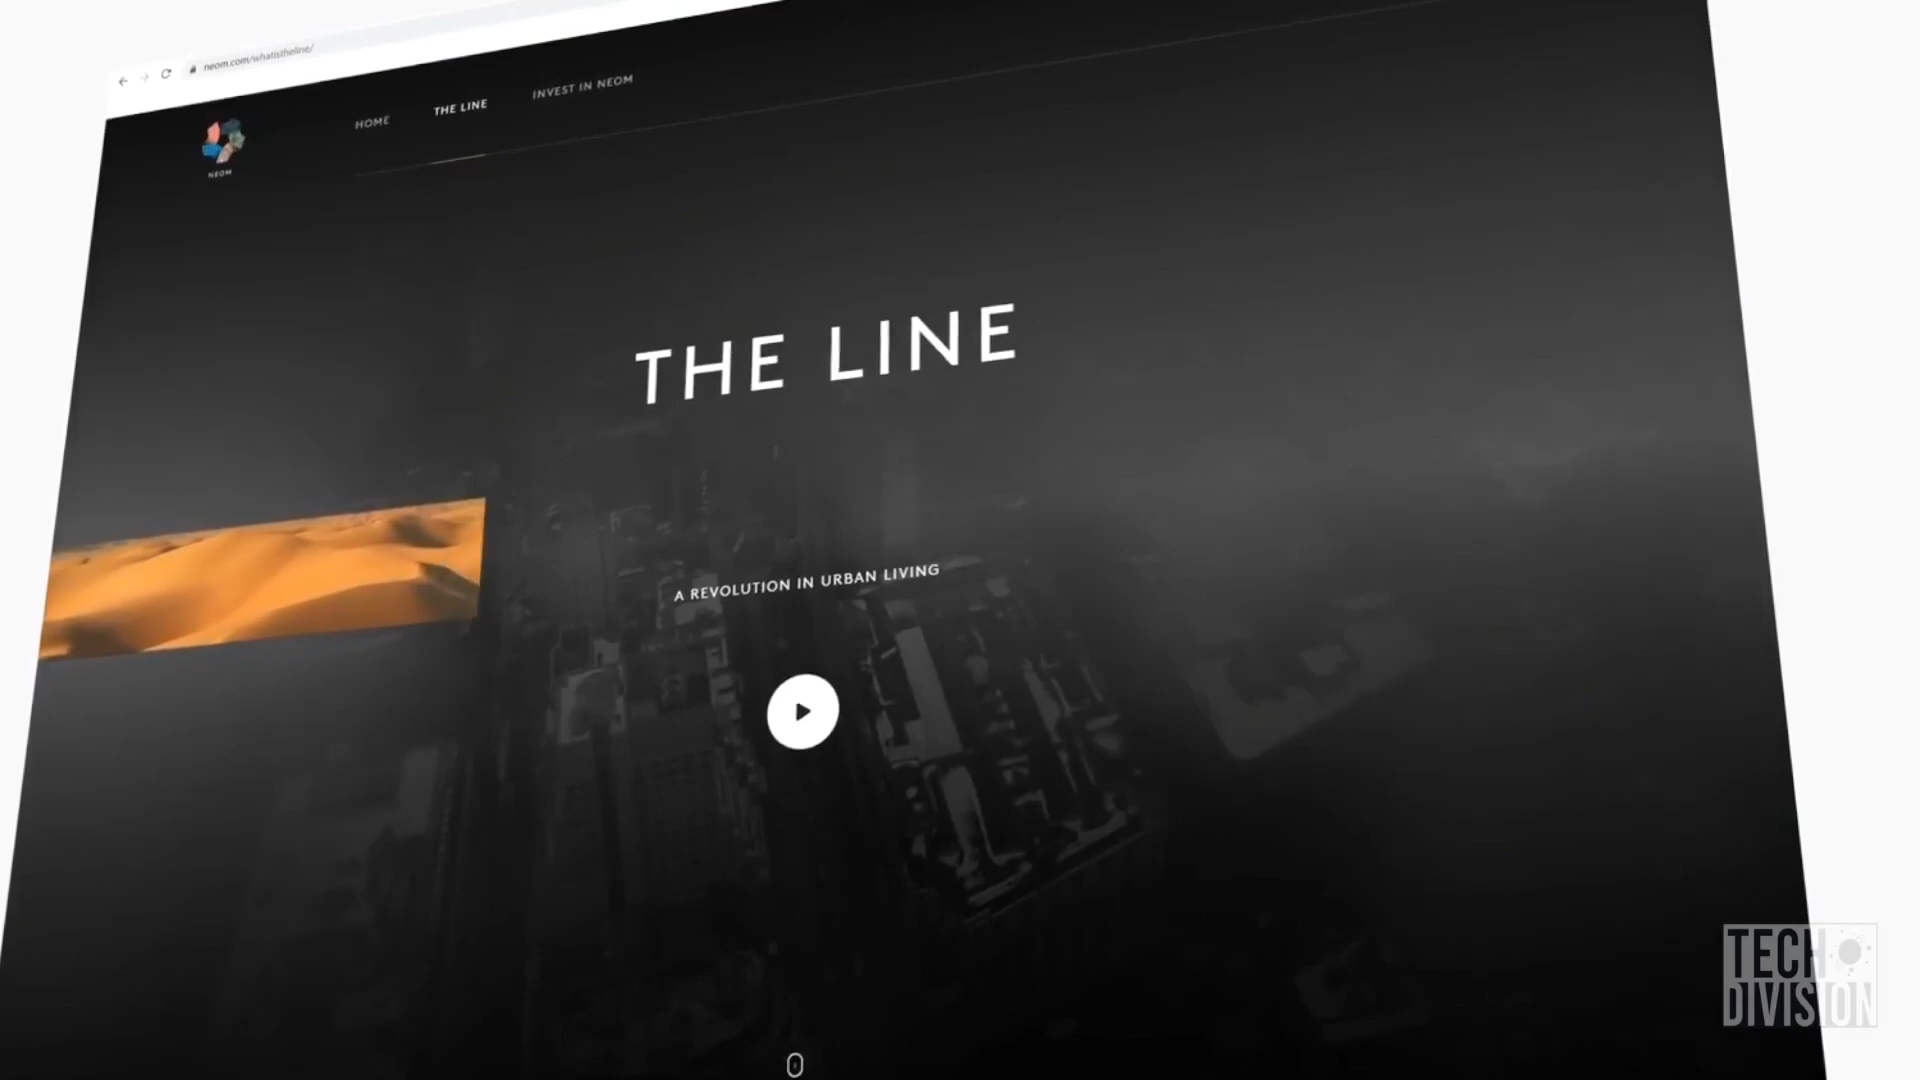 neom.com/whatistheline/
HOME
THE LINE
INVEST IN NEOM
NEOM
THE LINE
A REVOLUTION IN URBAN LIVING
TECH
DIVISION